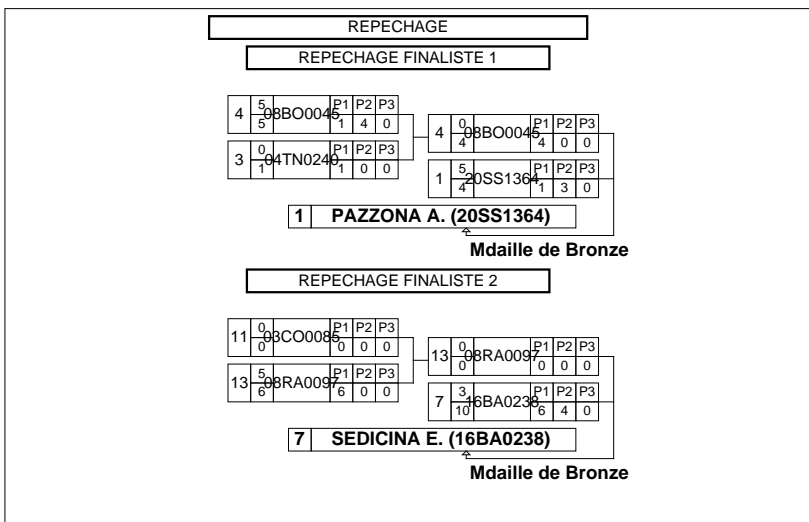 REPECHAGE
REPECHAGE FINALISTE 1
4 5 08BO0045 P1 P2 P3
5 1 4 0
3 0 04TN0240 P1 P2 P3
1 1 0 0
4 0 08BO0045 P1 P2 P3
4 4 0 0
1 5 20SS1364 P1 P2 P3
4 1 3 0
1 PAZZONA A. (20SS1364)
Mdaille de Bronze
REPECHAGE FINALISTE 2
11 0 03CO0085 P1 P2 P3
0 0 0 0
13 5 08RA0097 P1 P2 P3
6 6 0 0
13 0 08RA0097 P1 P2 P3
0 0 0 0
7 3 16BA0238 P1 P2 P3
10 6 4 0
7 SEDICINA E. (16BA0238)
Mdaille de Bronze